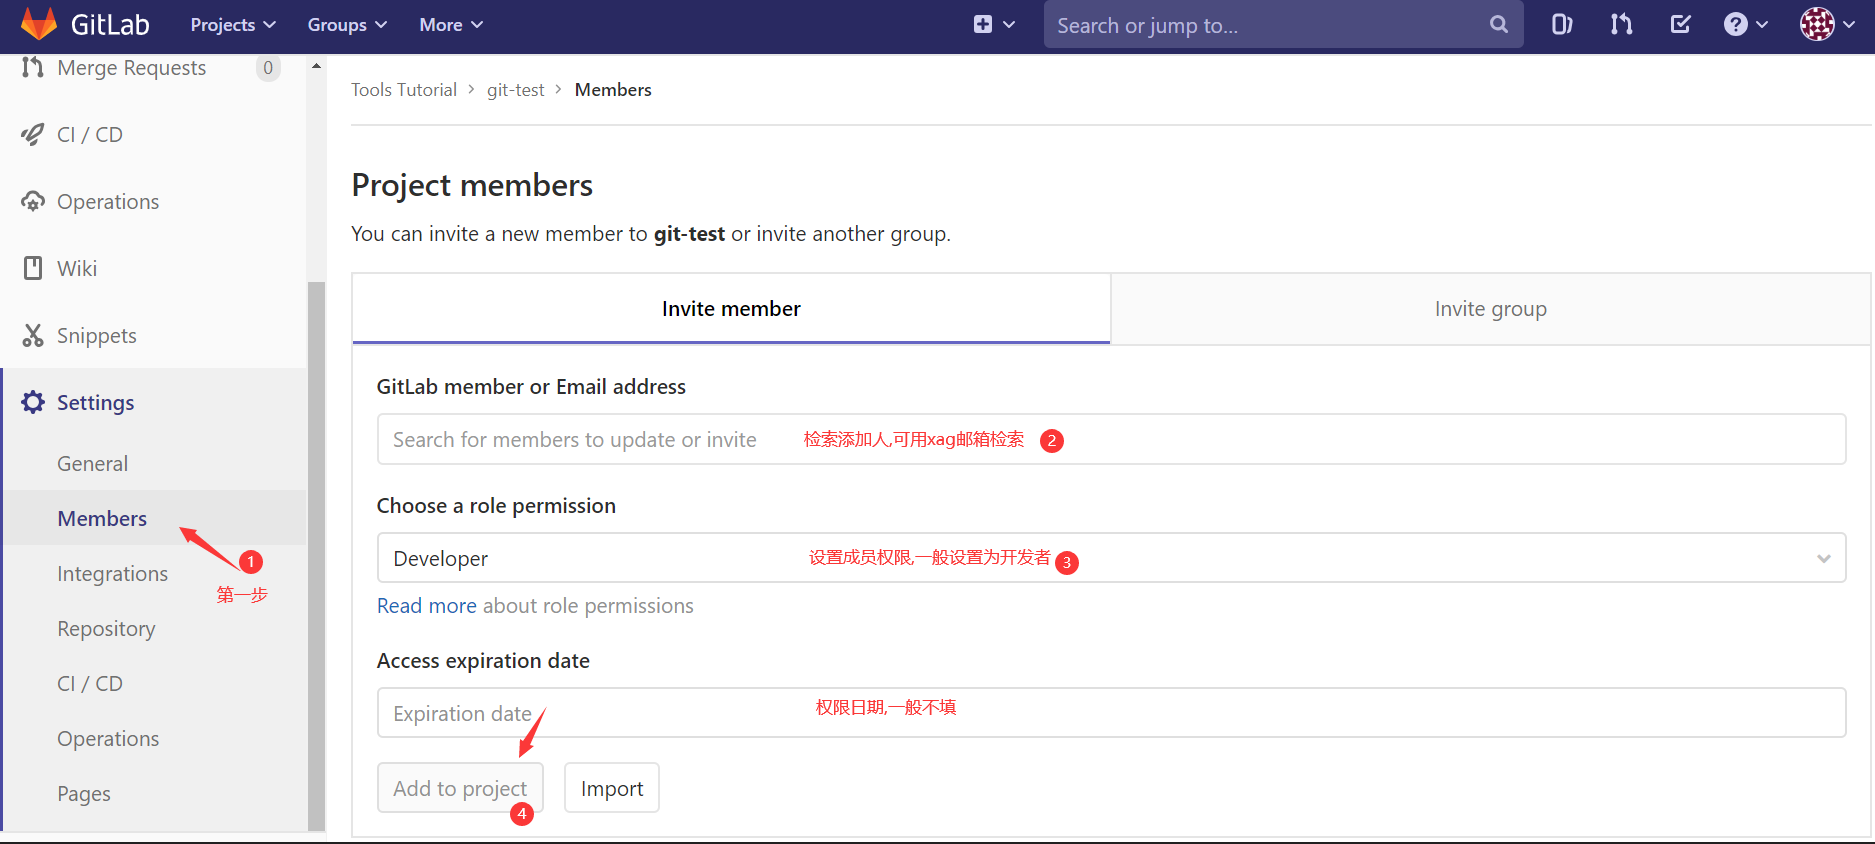 GitLab Projects Groups More Search or jump to...
Merge Requests 0
CI / CD
Operations
Wiki
Snippets
Settings
General
Members
1
第一步
Integrations
Repository
CI / CD
Operations
Pages
Tools Tutorial > git-test > Members
Project members
You can invite a new member to git-test or invite another group.
Invite member Invite group
GitLab member or Email address
Search for members to update or invite 检索添加人,可用xag邮箱检索 2
Choose a role permission
Developer 设置成员权限,一般设置为开发者 3
Read more about role permissions
Access expiration date
Expiration date 权限日期,一般不填
Add to project Import
4